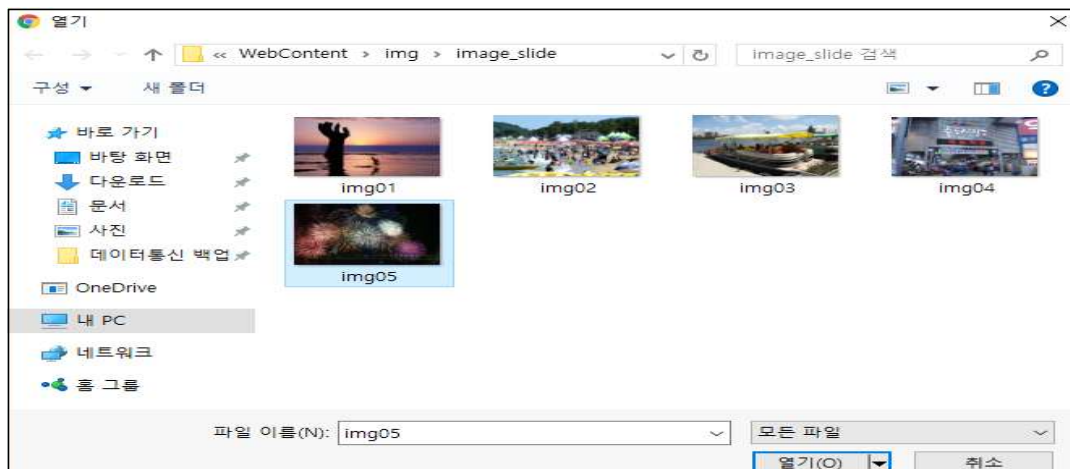 열기
« WebContent > img > image_slide
image_slide 검색
구성
새 폴더
바로 가기
바탕 화면
다운로드
문서
사진
데이터통신 백업
OneDrive
내 PC
네트워크
홈 그룹
img01
img02
img03
img04
img05
파일 이름(N): img05
모든 파일
열기(O)
취소